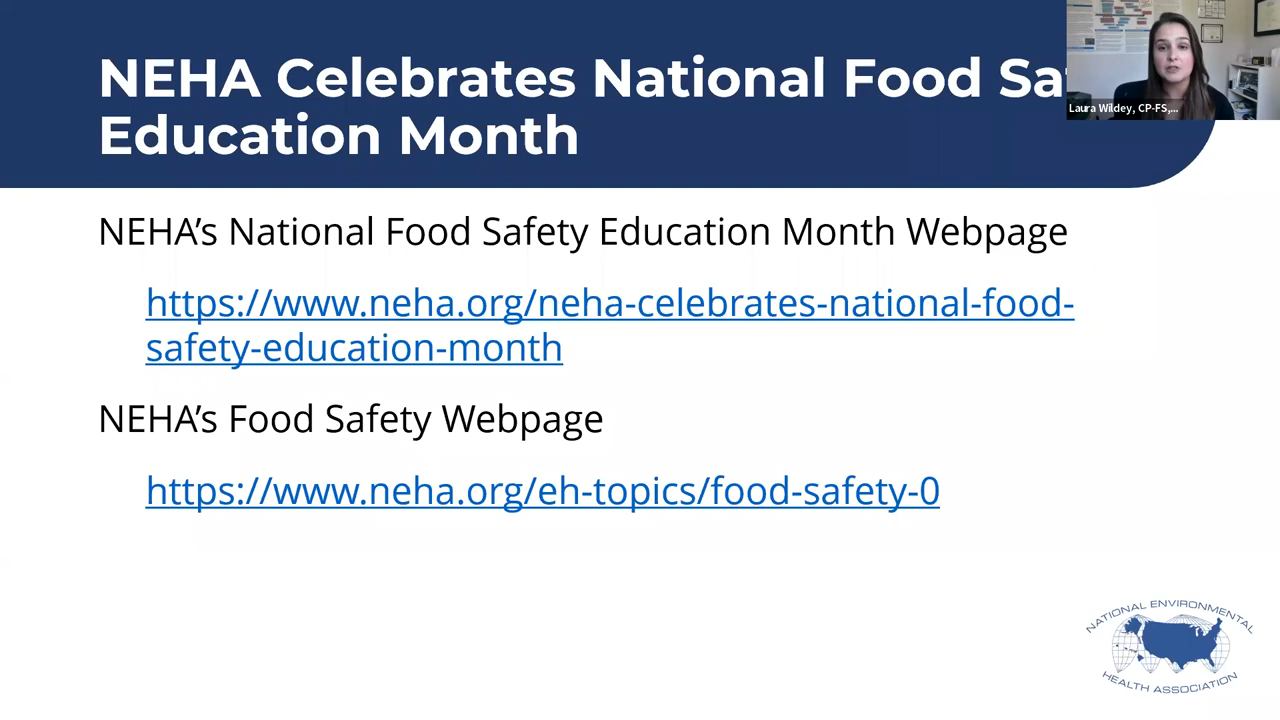 NEHA Celebrates National Food Sa
Education Month
Laura Wildey, CP-FS,...
NEHA's National Food Safety Education Month Webpage
https://www.neha.org/neha-celebrates-national-food-
safety-education-month
NEHA's Food Safety Webpage
https://www.neha.org/eh-topics/food-safety-0
NATIONAL ENVIRONMENTAL
HEALTH ASSOCIATION